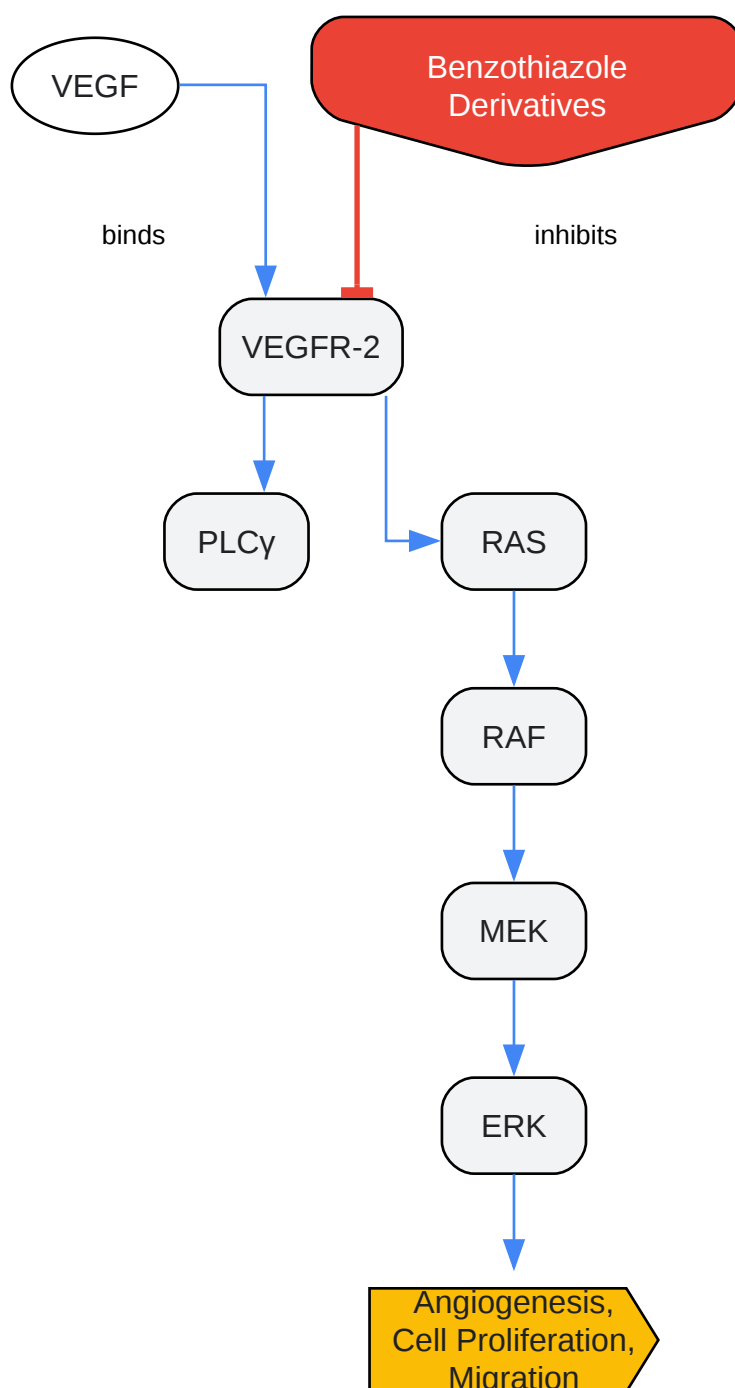 VEGF
Benzothiazole
Derivatives
binds
inhibits
VEGFR-2
PLCγ
RAS
RAF
MEK
ERK
Angiogenesis,
Cell Proliferation,
Migration